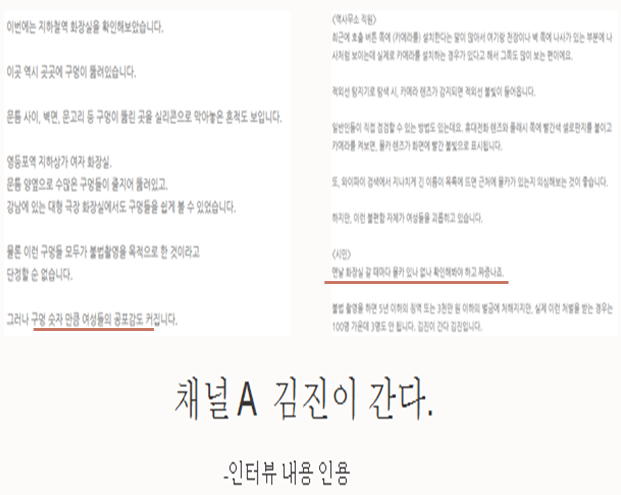 이번에는 지하철역 화장실을 확인해보았습니다.
이곳 역시 곳곳에 구멍이 뚫려있습니다.
문틈 사이, 벽면, 문고리 등 구멍이 뚫린 곳을 실리콘으로 막아놓은 흔적도 보입니다.
영등포역 지하상가 여자 화장실.
문틈 양옆으로 수많은 구멍들이 줄지어 뚫려있고.
강남에 있는 대형 극장 화장실에서도 구멍들을 쉽게 볼 수 있었습니다.
물론 이런 구멍들 모두가 불법촬영을 목적으로 한 것이라고
단정할 순 없습니다.
그러나 구멍 숫자 만큼 여성들의 공포감도 커집니다.
<역사무소 직원>
최근에 호출 버튼 쪽에 (카메라를) 설치한다는 말이 많아서 여기랑 천장이나 벽 쪽에 나사가 있는 부분에 나
사처럼 보이는데 실제로 카메라를 설치하는 경우가 있다고 해서 그쪽도 많이 보는 편이에요.
적외선 탐지기로 탐색 시, 카메라 렌즈가 감지되면 적외선 불빛이 들어옵니다.
일반인들이 직접 점검할 수 있는 방법도 있는데요. 휴대전화 렌즈와 플래시 쪽에 빨간색 셀로판지를 붙이고
카메라를 켜보면, 몰카 렌즈가 화면에 빨간 불빛으로 표시됩니다.
또, 와이파이 검색에서 지나치게 긴 이름이 목록에 뜨면 근처에 몰카가 있는지 의심해보는 것이 좋습니다.
하지만, 이런 불편함 자체가 여성들을 괴롭히고 있습니다.
<시민>
맨날 화장실 갈 때마다 몰카 있나 없나 확인해봐야 하고 짜증나죠.
불법 촬영을 하면 5년 이하의 징역 또는 3천만 원 이하의 벌금에 처해지지만, 실제 이런 처벌을 받는 경우는
100명 가운데 3명도 안 됩니다. 김진이 간다 김진입니다.
채널 A 김진이 간다.
-인터뷰 내용 인용